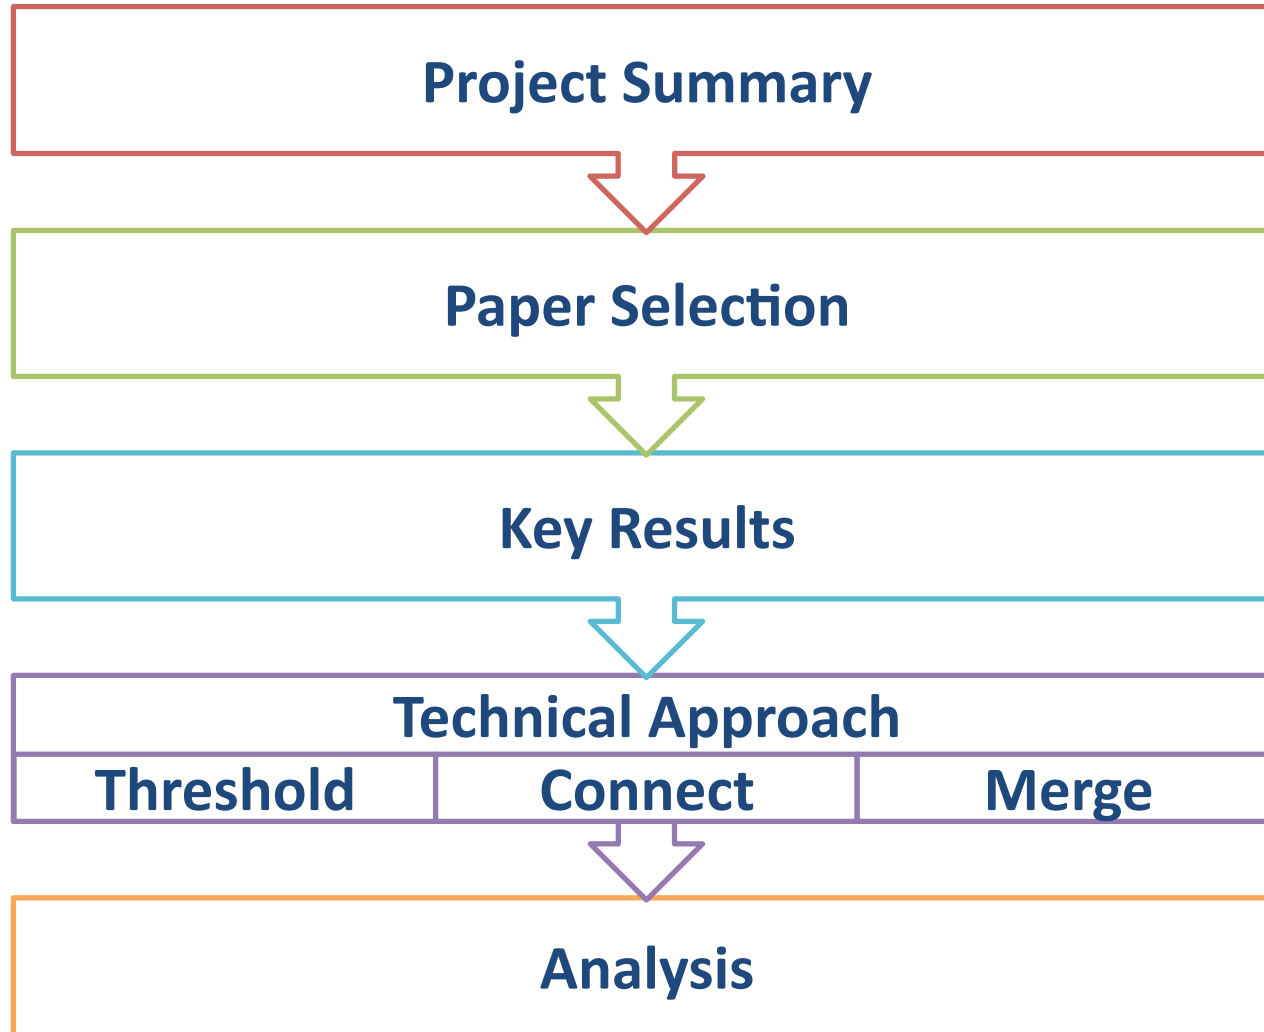 Project Summary
Paper Selection
Key Results
Technical Approach
Threshold Connect Merge
Analysis